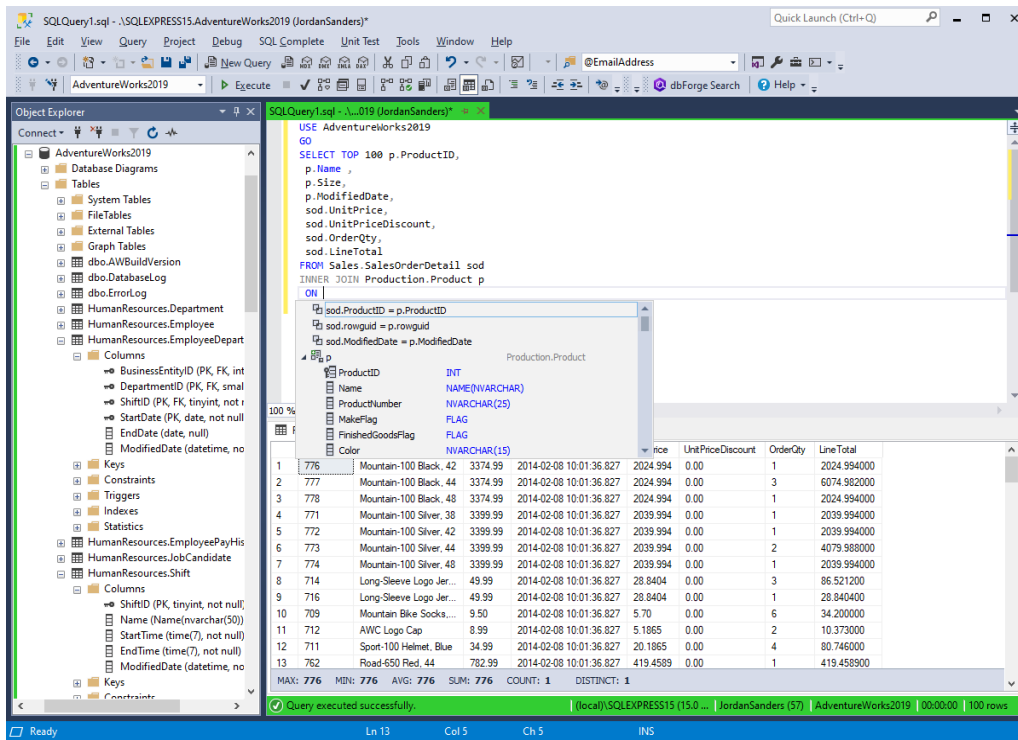 SQLQuery1.sql - .\SQLEXPRESS15.AdventureWorks2019 (JordanSanders)*
Quick Launch (Ctrl+Q)
File Edit View Query Project Debug SQL Complete Unit Test Tools Window Help
New Query
@EmailAddress
AdventureWorks2019
Execute
dbForge Search
Help
Object Explorer
Connect
AdventureWorks2019
Database Diagrams
Tables
System Tables
FileTables
External Tables
Graph Tables
dbo.AWBuildVersion
dbo.DatabaseLog
dbo.ErrorLog
HumanResources.Department
HumanResources.Employee
HumanResources.EmployeeDepart
Columns
BusinessEntityID (PK, FK, int
DepartmentID (PK, FK, smal
ShiftID (PK, FK, tinyint, not r
StartDate (PK, date, not null
EndDate (date, null)
ModifiedDate (datetime, no
Keys
Constraints
Triggers
Indexes
Statistics
HumanResources.EmployeePayHis
HumanResources.JobCandidate
HumanResources.Shift
Columns
ShiftID (PK, tinyint, not null)
Name (Name(nvarchar(50))
StartTime (time(7), not null)
EndTime (time(7), not null)
ModifiedDate (datetime, no
Keys
Constraints
SQLQuery1.sql - .\...019 (JordanSanders)*
USE AdventureWorks2019
GO
SELECT TOP 100 p.ProductID,
p.Name ,
p.Size,
p.ModifiedDate,
sod.UnitPrice,
sod.UnitPriceDiscount,
sod.OrderQty,
sod.LineTotal
FROM Sales.SalesOrderDetail sod
INNER JOIN Production.Product p
ON
sod.ProductID = p.ProductID
sod.rowguid = p.rowguid
sod.ModifiedDate = p.ModifiedDate
p Production.Product
ProductID INT
Name NAME(NVARCHAR)
ProductNumber NVARCHAR(25)
MakeFlag FLAG
FinishedGoodsFlag FLAG
Color NVARCHAR(15)
100 %
rice UnitPriceDiscount OrderQty LineTotal
1 776 Mountain-100 Black, 42 3374.99 2014-02-08 10:01:36.827 2024.994 0.00 1 2024.994000
2 777 Mountain-100 Black, 44 3374.99 2014-02-08 10:01:36.827 2024.994 0.00 3 6074.982000
3 778 Mountain-100 Black, 48 3374.99 2014-02-08 10:01:36.827 2024.994 0.00 1 2024.994000
4 771 Mountain-100 Silver, 38 3399.99 2014-02-08 10:01:36.827 2039.994 0.00 1 2039.994000
5 772 Mountain-100 Silver, 42 3399.99 2014-02-08 10:01:36.827 2039.994 0.00 1 2039.994000
6 773 Mountain-100 Silver, 44 3399.99 2014-02-08 10:01:36.827 2039.994 0.00 2 4079.988000
7 774 Mountain-100 Silver, 48 3399.99 2014-02-08 10:01:36.827 2039.994 0.00 1 2039.994000
8 714 Long-Sleeve Logo Jer... 49.99 2014-02-08 10:01:36.827 28.8404 0.00 3 86.521200
9 716 Long-Sleeve Logo Jer... 49.99 2014-02-08 10:01:36.827 28.8404 0.00 1 28.840400
10 709 Mountain Bike Socks,... 9.50 2014-02-08 10:01:36.827 5.70 0.00 6 34.200000
11 712 AWC Logo Cap 8.99 2014-02-08 10:01:36.827 5.1865 0.00 2 10.373000
12 711 Sport-100 Helmet, Blue 34.99 2014-02-08 10:01:36.827 20.1865 0.00 4 80.746000
13 762 Road-650 Red, 44 782.99 2014-02-08 10:01:36.827 419.4589 0.00 1 419.458900
MAX: 776 MIN: 776 AVG: 776 SUM: 776 COUNT: 1 DISTINCT: 1
Query executed successfully.
(local)\SQLEXPRESS15 (15.0 ... JordanSanders (57) AdventureWorks2019 00:00:00 100 rows
Ready Ln 13 Col 5 Ch 5 INS